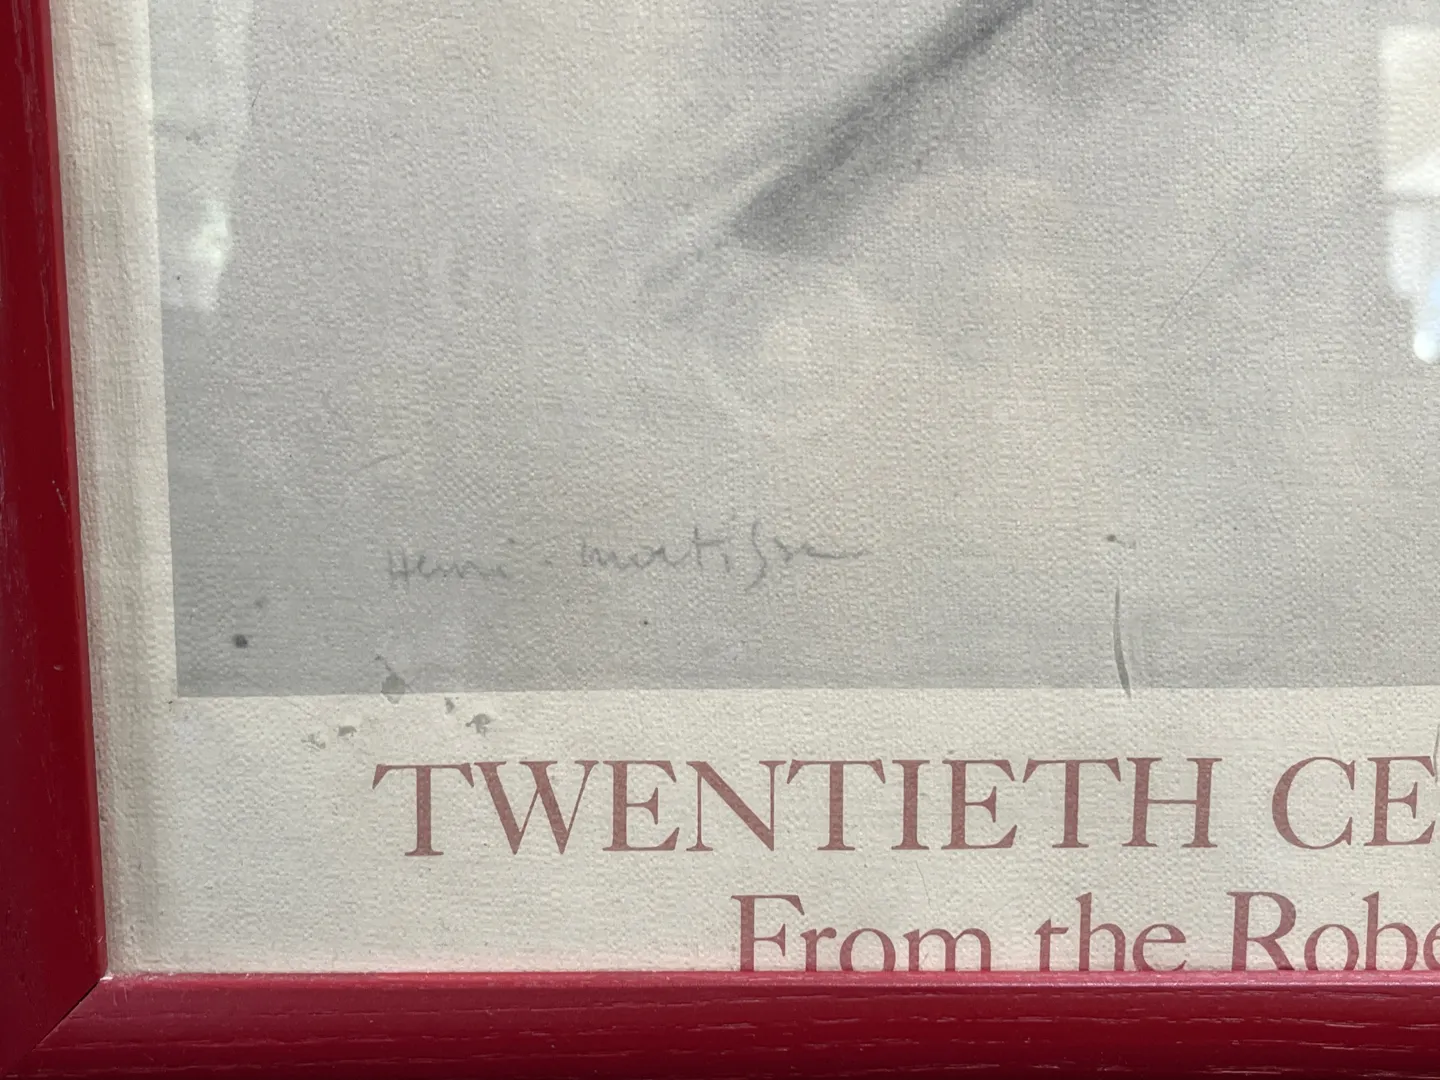 Henri - matisse
TWENTIETH CE
From the Robe